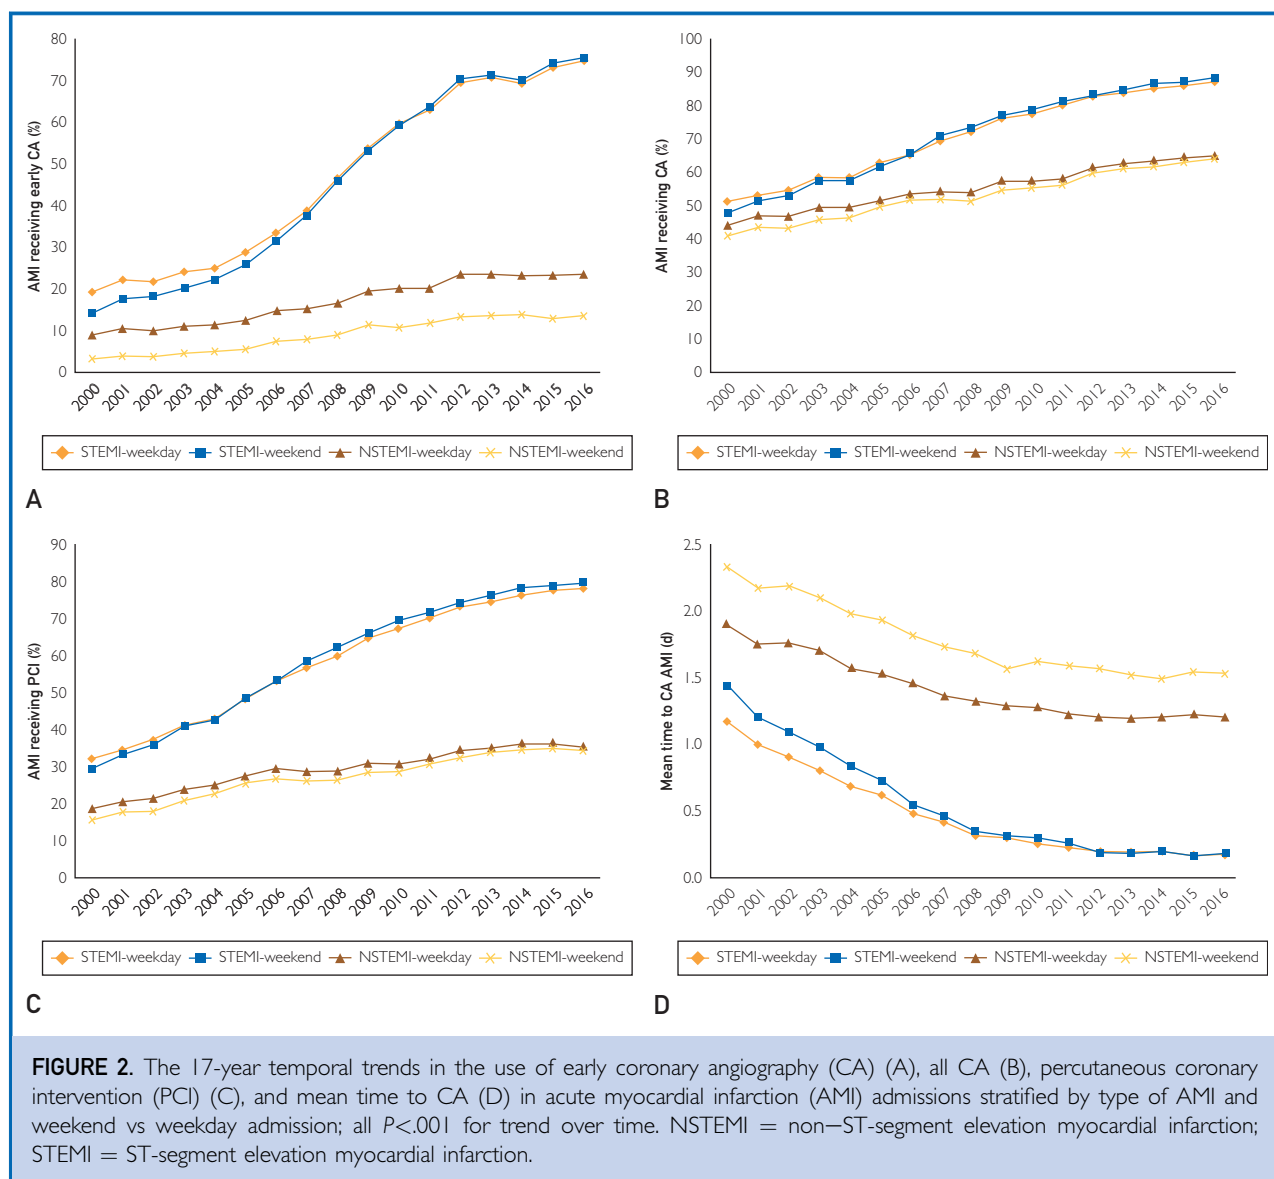 80
70
60
50
40
30
20
10
0
AMI receiving early CA (%)
2000 2001 2002 2003 2004 2005 2006 2007 2008 2009 2010 2011 2012 2013 2014 2015 2016
STEMI-weekday STEMI-weekend NSTEMI-weekday NSTEMI-weekend
A
100
90
80
70
60
50
40
30
20
10
0
AMI receiving CA (%)
2000 2001 2002 2003 2004 2005 2006 2007 2008 2009 2010 2011 2012 2013 2014 2015 2016
STEMI-weekday STEMI-weekend NSTEMI-weekday NSTEMI-weekend
B
90
80
70
60
50
40
30
20
10
0
AMI receiving PCI (%)
2000 2001 2002 2003 2004 2005 2006 2007 2008 2009 2010 2011 2012 2013 2014 2015 2016
STEMI-weekday STEMI-weekend NSTEMI-weekday NSTEMI-weekend
C
2.5
2.0
1.5
1.0
0.5
0.0
Mean time to CA AMI (d)
2000 2001 2002 2003 2004 2005 2006 2007 2008 2009 2010 2011 2012 2013 2014 2015 2016
STEMI-weekday STEMI-weekend NSTEMI-weekday NSTEMI-weekend
D
FIGURE 2. The 17-year temporal trends in the use of early coronary angiography (CA) (A), all CA (B), percutaneous coronary
intervention (PCI) (C), and mean time to CA (D) in acute myocardial infarction (AMI) admissions stratified by type of AMI and
weekend vs weekday admission; all P<.001 for trend over time. NSTEMI = non−ST-segment elevation myocardial infarction;
STEMI = ST-segment elevation myocardial infarction.